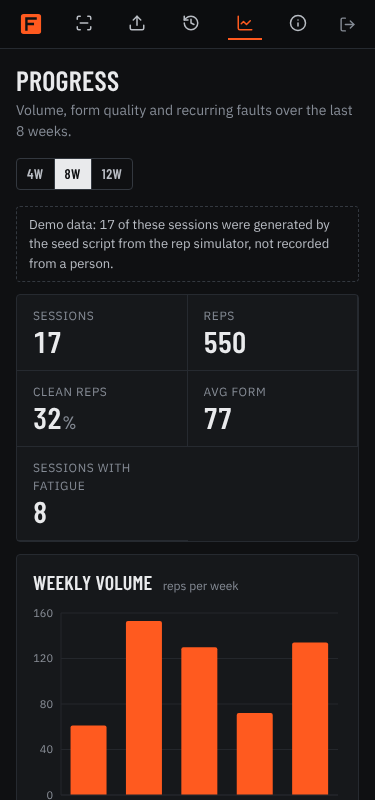 F
PROGRESS
Volume, form quality and recurring faults over the last
8 weeks.
4W 8W 12W
Demo data: 17 of these sessions were generated by
the seed script from the rep simulator, not recorded
from a person.
SESSIONS REPS
17 550
CLEAN REPS AVG FORM
32% 77
SESSIONS WITH
FATIGUE
8
WEEKLY VOLUME reps per week
160
120
80
40
0